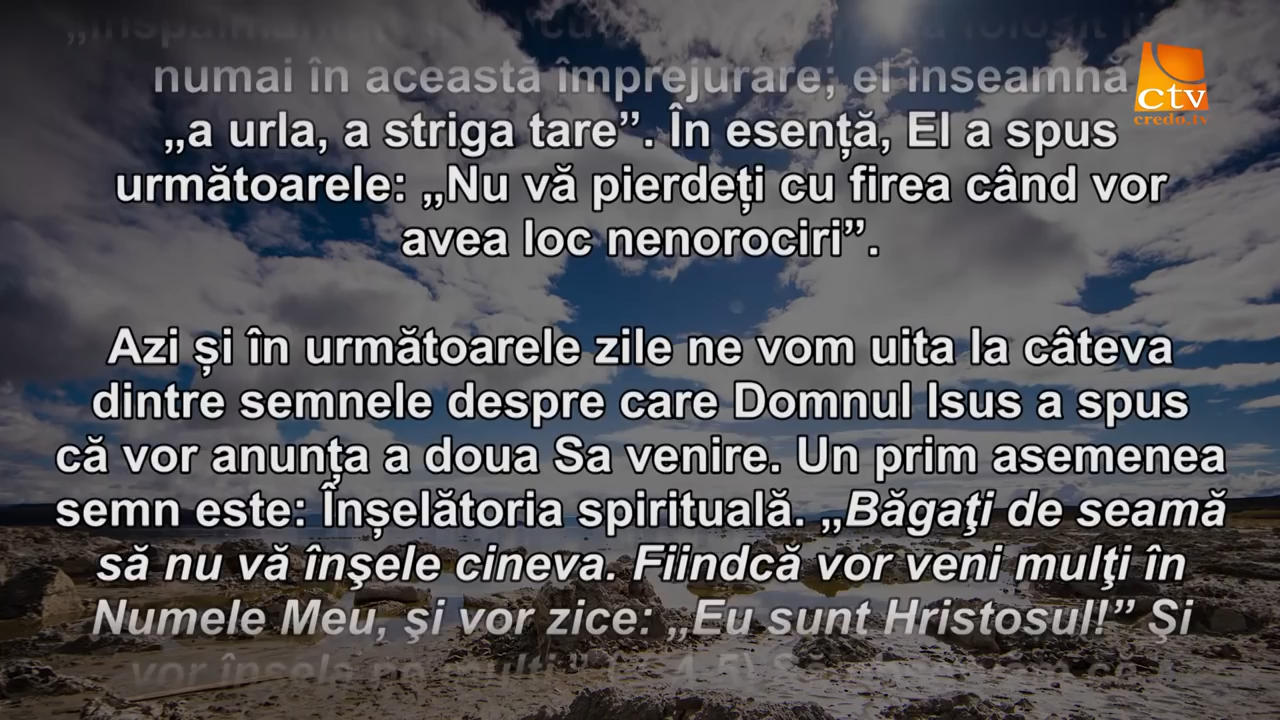 numai în această împrejurare; el înseamnă
„a urla, a striga tare”. În esență, El a spus
următoarele: „Nu vă pierdeți cu firea când vor
avea loc nenorociri”.
Azi și în următoarele zile ne vom uita la câteva
dintre semnele despre care Domnul Isus a spus
că vor anunța a doua Sa venire. Un prim asemenea
semn este: Înșelătoria spirituală. „Băgaţi de seamă
să nu vă înşele cineva. Fiindcă vor veni mulţi în
Numele Meu, şi vor zice: „Eu sunt Hristosul!” Şi
vor înşela pe mulţi.”
ctv
credo.tv